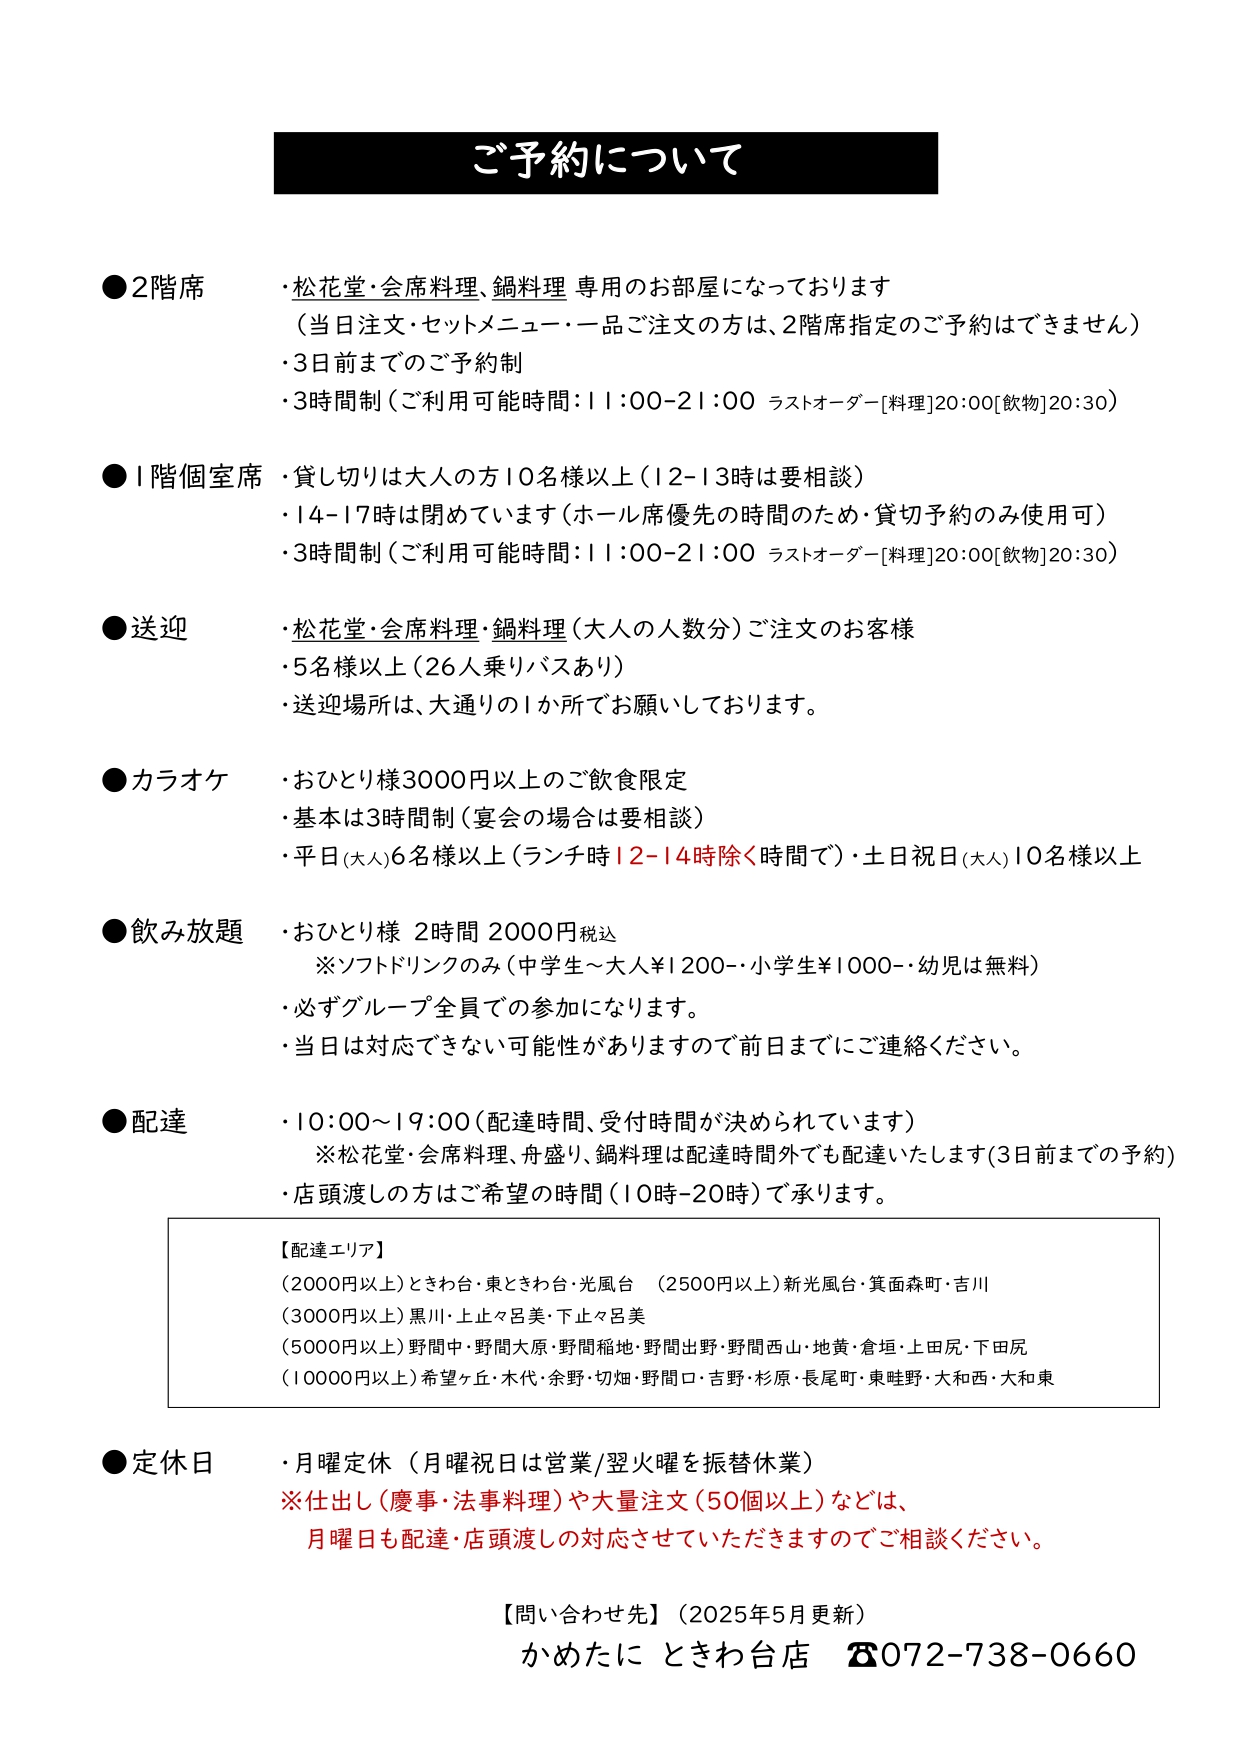 ご予約について
●2階席 ・松花堂・会席料理、鍋料理 専用のお部屋になっております
（当日注文・セットメニュー・一品ご注文の方は、2階席指定のご予約はできません）
・3日前までのご予約制
・3時間制（ご利用可能時間：11：00-21：00 ラストオーダー[料理]20：00[飲物]20：30）
●1階個室席 ・貸し切りは大人の方10名様以上（12-13時は要相談）
・14-17時は閉めています（ホール席優先の時間のため・貸切予約のみ使用可）
・3時間制（ご利用可能時間：11：00-21：00 ラストオーダー[料理]20：00[飲物]20：30）
●送迎 ・松花堂・会席料理・鍋料理（大人の人数分）ご注文のお客様
・5名様以上（26人乗りバスあり）
・送迎場所は、大通りの1か所でお願いしております。
●カラオケ ・おひとり様3000円以上のご飲食限定
・基本は3時間制（宴会の場合は要相談）
・平日(大人)6名様以上（ランチ時12-14時除く時間で）・土日祝日(大人)10名様以上
●飲み放題 ・おひとり様 2時間 2000円税込
※ソフトドリンクのみ（中学生～大人¥1200-・小学生¥1000-・幼児は無料）
・必ずグループ全員での参加になります。
・当日は対応できない可能性がありますので前日までにご連絡ください。
●配達 ・10：00～19：00（配達時間、受付時間が決められています）
※松花堂・会席料理、舟盛り、鍋料理は配達時間外でも配達いたします(3日前までの予約)
・店頭渡しの方はご希望の時間（10時-20時）で承ります。
【配達エリア】
（2000円以上）ときわ台・東ときわ台・光風台 （2500円以上）新光風台・箕面森町・吉川
（3000円以上）黒川・上止々呂美・下止々呂美
（5000円以上）野間中・野間大原・野間稲地・野間出野・野間西山・地黄・倉垣・上田尻・下田尻
（10000円以上）希望ヶ丘・木代・余野・切畑・野間口・吉野・杉原・長尾町・東畦野・大和西・大和東
●定休日 ・月曜定休 （月曜祝日は営業/翌火曜を振替休業）
※仕出し（慶事・法事料理）や大量注文（50個以上）などは、
月曜日も配達・店頭渡しの対応させていただきますのでご相談ください。
【問い合わせ先】（2025年5月更新）
かめたに ときわ台店 ☎072-738-0660